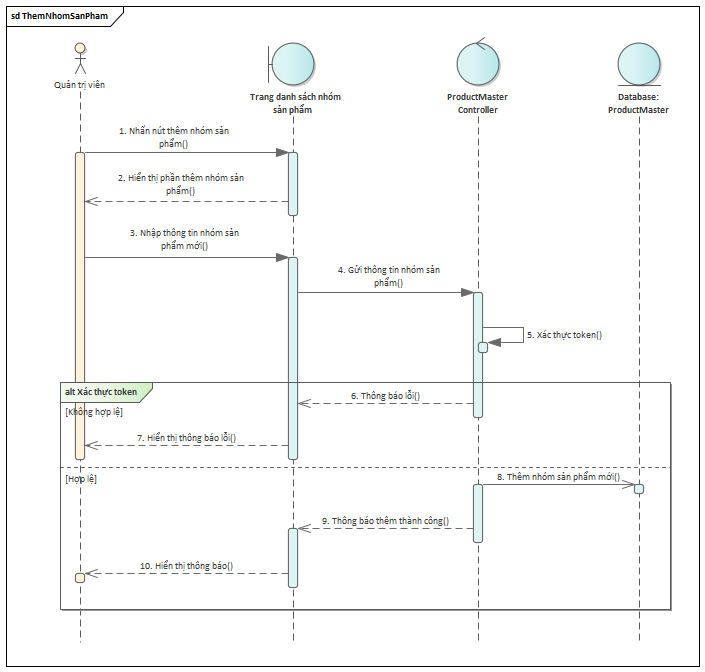 sd ThemNhomSanPham
Quản trị viên
Trang danh sách nhóm
sản phẩm
ProductMaster
Controller
Database:
ProductMaster
1. Nhấn nút thêm nhóm sản
phẩm()
2. Hiển thị phần thêm nhóm sản
phẩm()
3. Nhập thông tin nhóm sản
phẩm mới()
4. Gửi thông tin nhóm sản
phẩm()
5. Xác thực token()
alt Xác thực token
[Không hợp lệ]
6. Thông báo lỗi()
7. Hiển thị thông báo lỗi()
[Hợp lệ]
8. Thêm nhóm sản phẩm mới()
9. Thông báo thêm thành công()
10. Hiển thị thông báo()